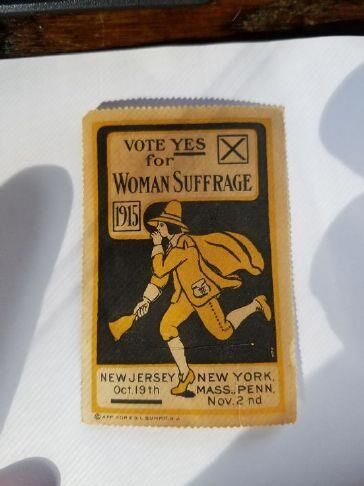 VOTE YES
for
WOMAN SUFFRAGE
1915
NEW JERSEY
Oct. 19th
NEW YORK,
MASS., PENN.
Nov. 2nd